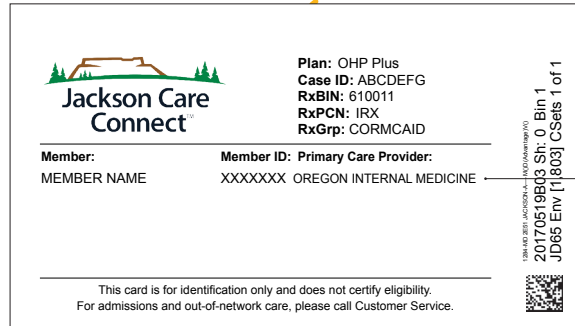 Jackson Care
Connect™
Plan: OHP Plus
Case ID: ABCDEFG
RxBIN: 610011
RxPCN: IRX
RxGrp: CORMCAID
Member: Member ID: Primary Care Provider:
MEMBER NAME XXXXXXX OREGON INTERNAL MEDICINE
This card is for identification only and does not certify eligibility.
For admissions and out-of-network care, please call Customer Service.
20170519B03 Sh: 0 Bin 1
JD65 Env [1,803] CSets 1 of 1